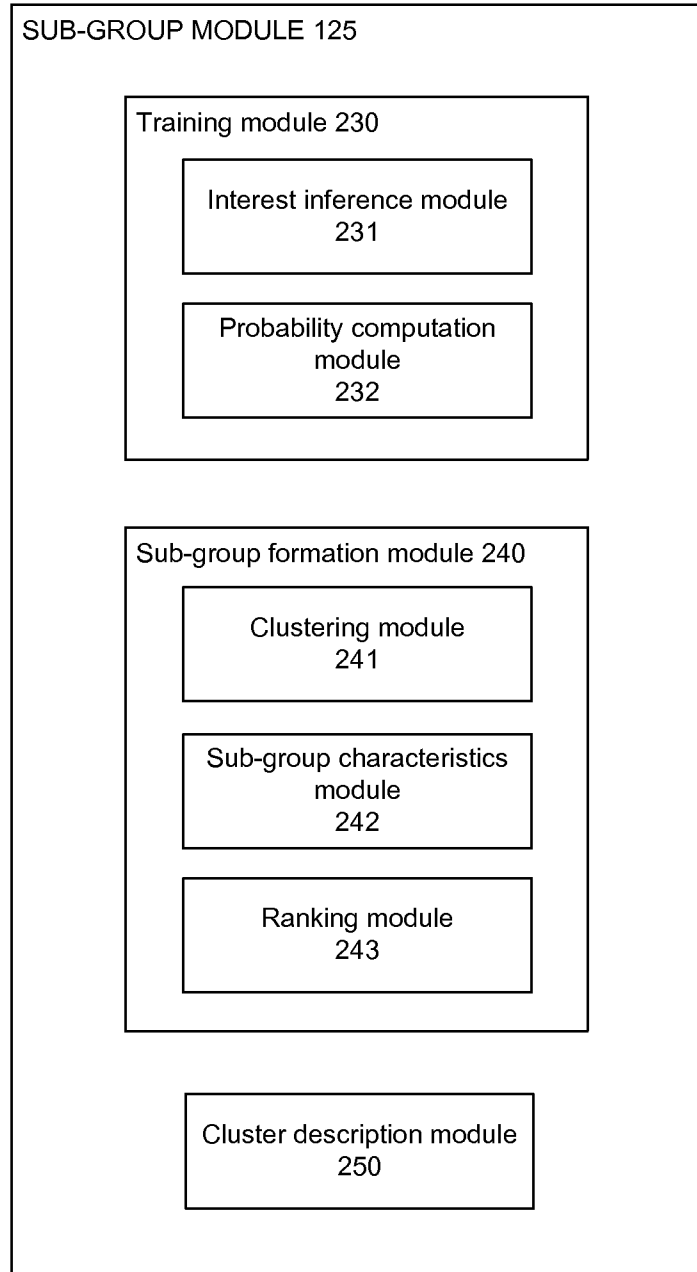 SUB-GROUP MODULE 125
Training module 230
Interest inference module
231
Probability computation
module
232
Sub-group formation module 240
Clustering module
241
Sub-group characteristics
module
242
Ranking module
243
Cluster description module
250